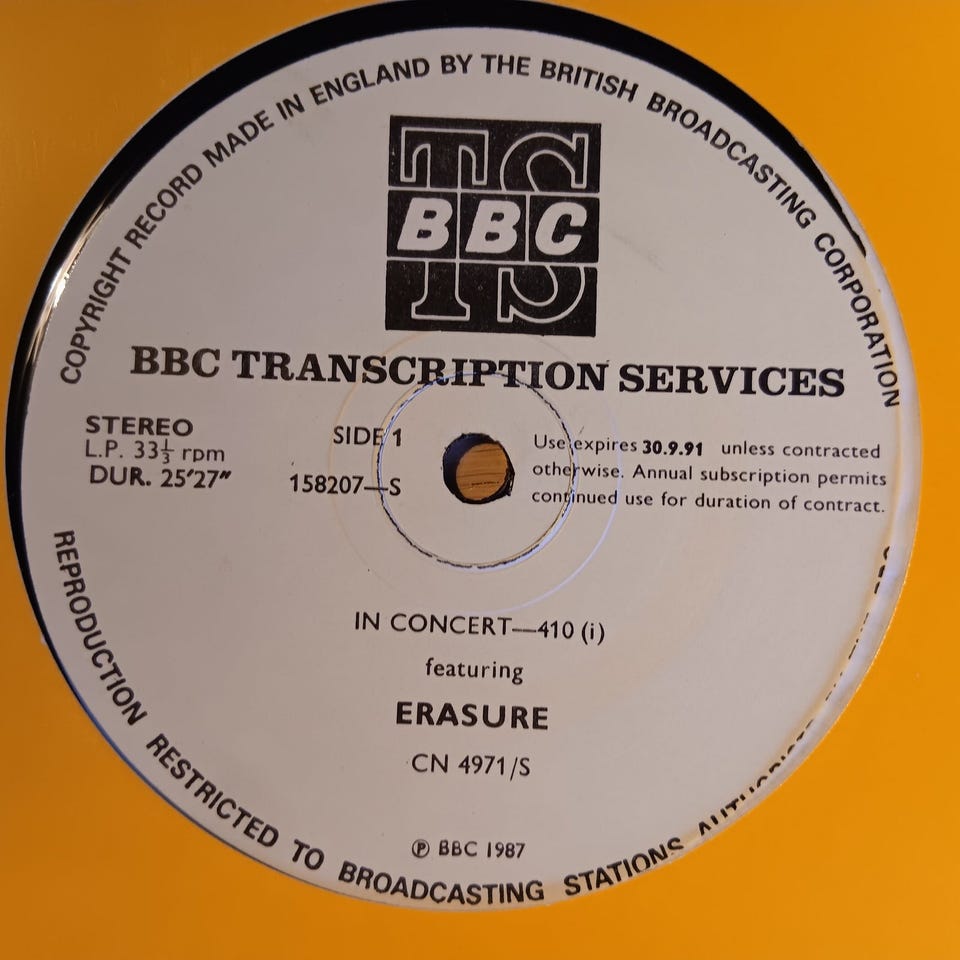 COPYRIGHT RECORD MADE IN ENGLAND BY THE BRITISH BROADCASTING CORPORATION
TS
BBC
TS
BBC TRANSCRIPTION SERVICES
STEREO
L.P. 33⅓ rpm
DUR. 25'27"
SIDE 1
158207—S
Use expires 30.9.91 unless contracted
otherwise. Annual subscription permits
continued use for duration of contract.
IN CONCERT—410 (i)
featuring
ERASURE
CN 4971/S
℗ BBC 1987
REPRODUCTION RESTRICTED TO BROADCASTING STATIONS